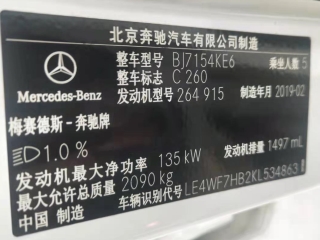 北京奔驰汽车有限公司制造
整车型号 BJ7154KE6 乘坐人数 5
整车标志 C 260
发动机型号 264 915 制造年月 2019-02
Mercedes-Benz
梅赛德斯-奔驰牌
1.0 %
发动机最大净功率 135 kW 发动机排量 1497 mL
最大允许总质量 2090 kg
中国 制造 车辆识别代号 LE4WF7HB2KL534863